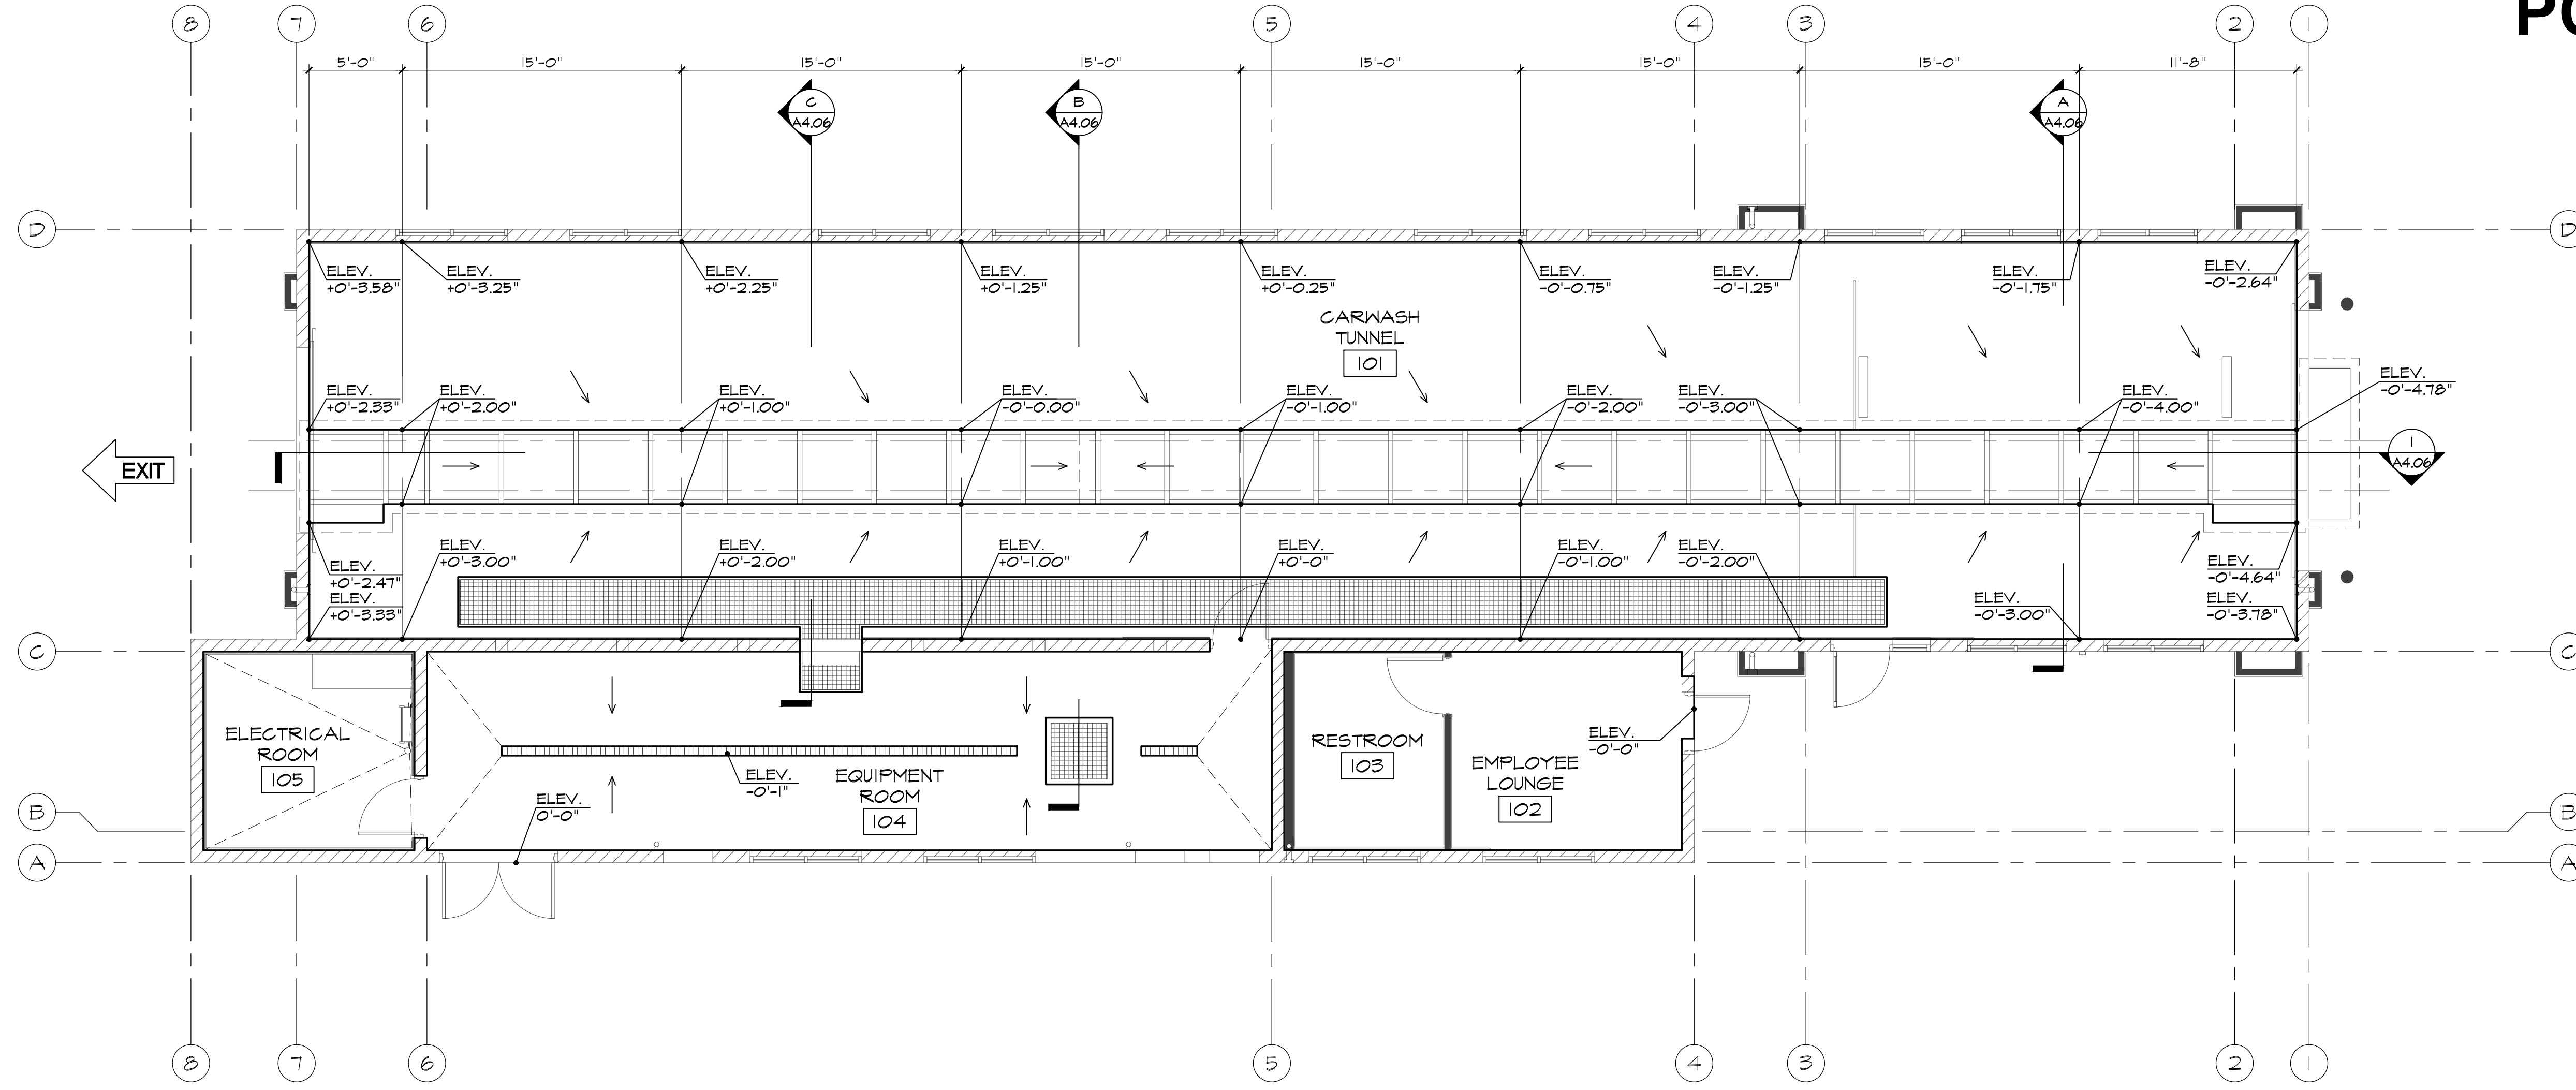 PO
8 7 6 5 4 3 2 1
5'-0" 15'-0" 15'-0" 15'-0" 15'-0" 15'-0" 15'-0" 11'-8"
C
A4.06
B
A4.06
A
A4.06
D D
ELEV.
+0'-3.58"
ELEV.
+0'-3.25"
ELEV.
+0'-2.25"
ELEV.
+0'-1.25"
ELEV.
+0'-0.25"
ELEV.
-0'-0.75"
ELEV.
-0'-1.25"
ELEV.
-0'-1.75"
ELEV.
-0'-2.64"
CARWASH
TUNNEL
101
ELEV.
+0'-2.33"
ELEV.
+0'-2.00"
ELEV.
+0'-1.00"
ELEV.
-0'-0.00"
ELEV.
-0'-1.00"
ELEV.
-0'-2.00"
ELEV.
-0'-3.00"
ELEV.
-0'-4.00"
ELEV.
-0'-4.78"
EXIT
1
A4.06
ELEV.
+0'-2.47"
ELEV.
+0'-3.33"
ELEV.
+0'-3.00"
ELEV.
+0'-2.00"
ELEV.
+0'-1.00"
ELEV.
+0'-0"
ELEV.
-0'-1.00"
ELEV.
-0'-2.00"
ELEV.
-0'-3.00"
ELEV.
-0'-4.64"
ELEV.
-0'-3.78"
C C
ELECTRICAL
ROOM
105
ELEV.
-0'-1"
ELEV.
0'-0"
EQUIPMENT
ROOM
104
RESTROOM
103
EMPLOYEE
LOUNGE
102
ELEV.
-0'-0"
B B
A A
8 7 6 5 4 3 2 1